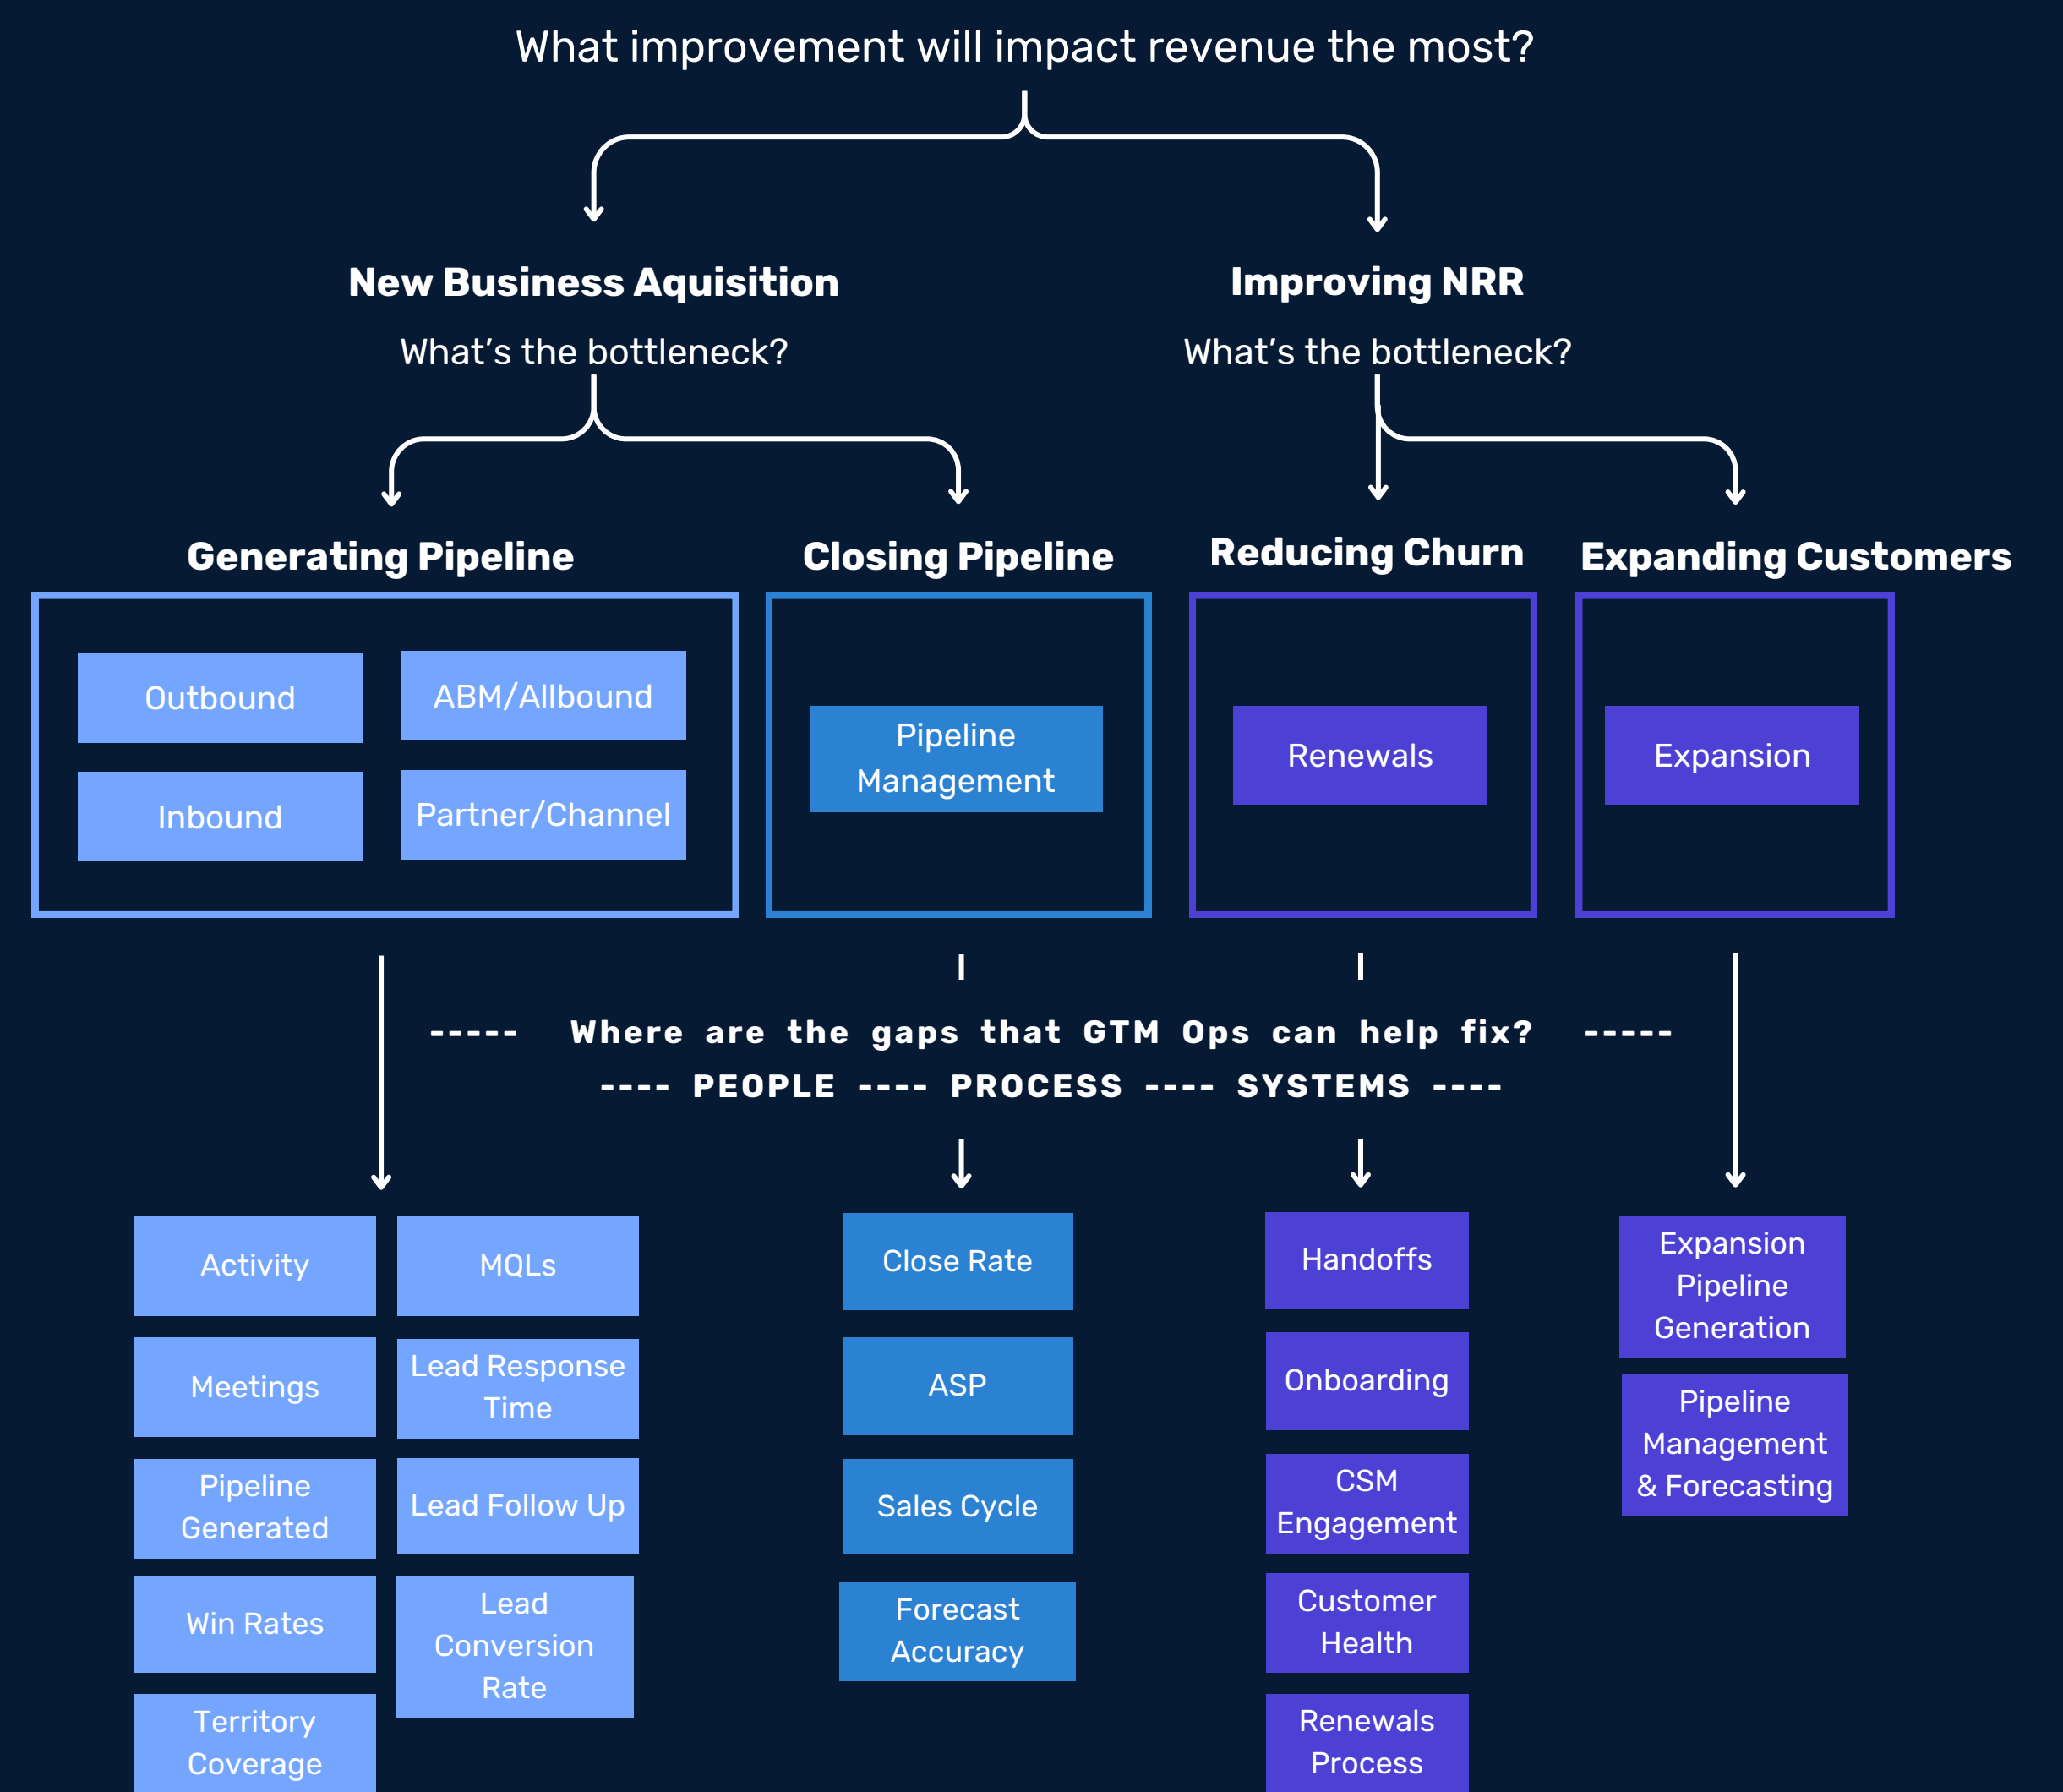 What improvement will impact revenue the most?
New Business Aquisition
What's the bottleneck?
Improving NRR
What's the bottleneck?
Generating Pipeline
Outbound
ABM/Allbound
Inbound
Partner/Channel
Closing Pipeline
Pipeline
Management
Reducing Churn
Renewals
Expanding Customers
Expansion
----- Where are the gaps that GTM Ops can help fix? -----
---- PEOPLE ---- PROCESS ---- SYSTEMS ----
Activity
Meetings
Pipeline
Generated
Win Rates
Territory
Coverage
MQLs
Lead Response
Time
Lead Follow Up
Lead
Conversion
Rate
Close Rate
ASP
Sales Cycle
Forecast
Accuracy
Handoffs
Onboarding
CSM
Engagement
Customer
Health
Renewals
Process
Expansion
Pipeline
Generation
Pipeline
Management
& Forecasting